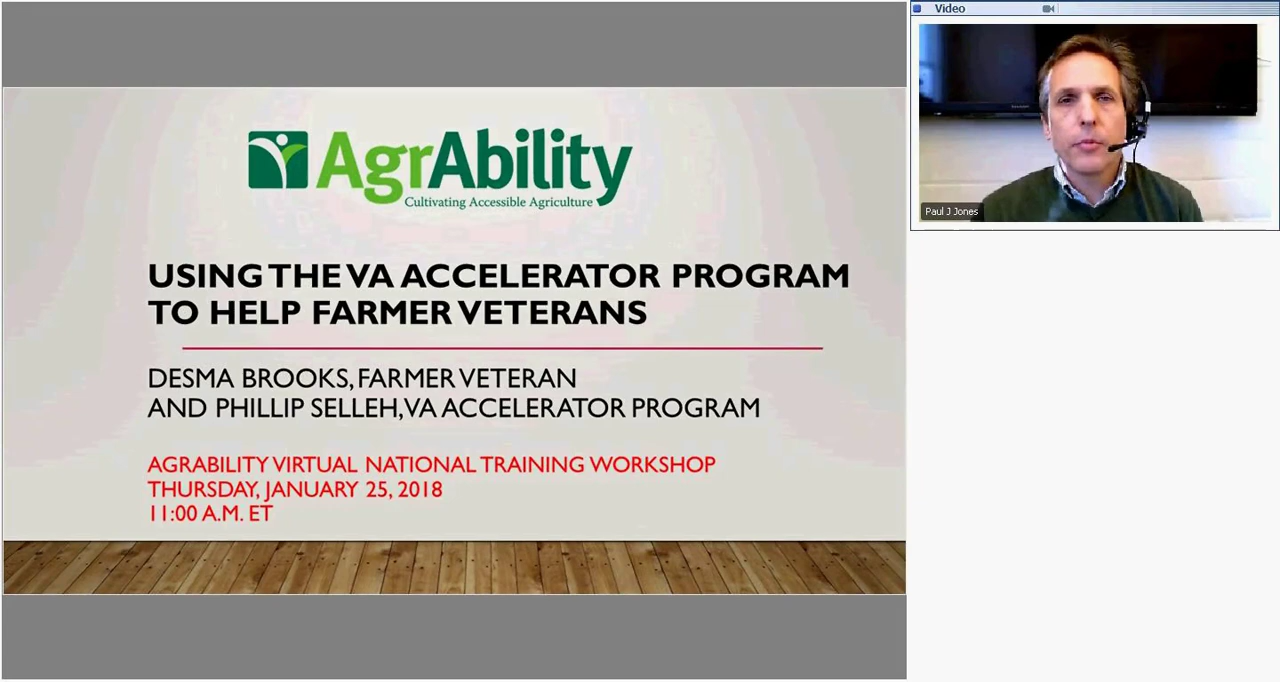 Video
AgrAbility
Cultivating Accessible Agriculture
USING THE VA ACCELERATOR PROGRAM
TO HELP FARMER VETERANS
DESMA BROOKS, FARMER VETERAN
AND PHILLIP SELLEH, VA ACCELERATOR PROGRAM
AGRABILITY VIRTUAL NATIONAL TRAINING WORKSHOP
THURSDAY, JANUARY 25, 2018
11:00 A.M. ET
Paul J Jones